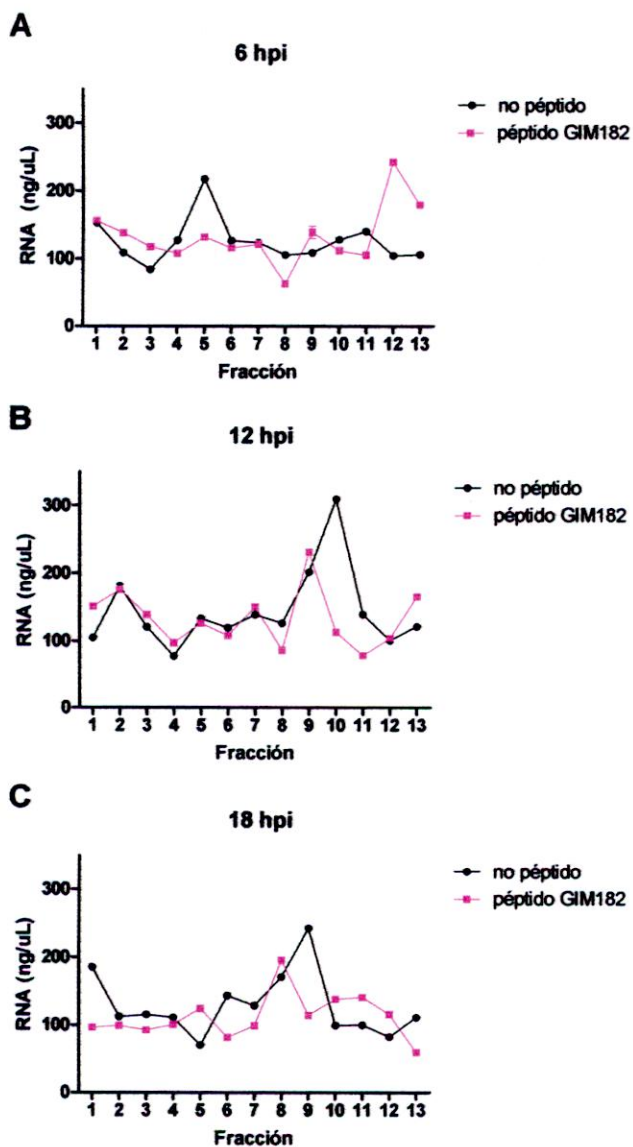 A
6 hpi
RNA (ng/uL)
300
200
100
0
1 2 3 4 5 6 7 8 9 10 11 12 13
Fracción
no péptido
péptido GIM182
B
12 hpi
RNA (ng/uL)
300
200
100
0
1 2 3 4 5 6 7 8 9 10 11 12 13
Fracción
no péptido
péptido GIM182
C
18 hpi
RNA (ng/uL)
300
200
100
0
1 2 3 4 5 6 7 8 9 10 11 12 13
Fracción
no péptido
péptido GIM182